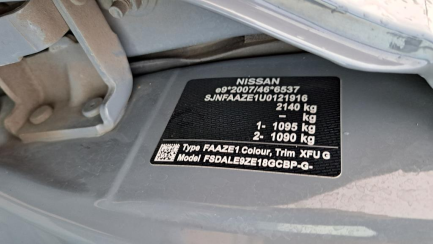 NISSAN
e9*2007/46*6537
SJNFAAZE1U0121916
2140 kg
– kg
1- 1095 kg
2- 1090 kg
Type FAAZE1 Colour, Trim XFU G
Model FSDALE9ZE18GCBP-G-